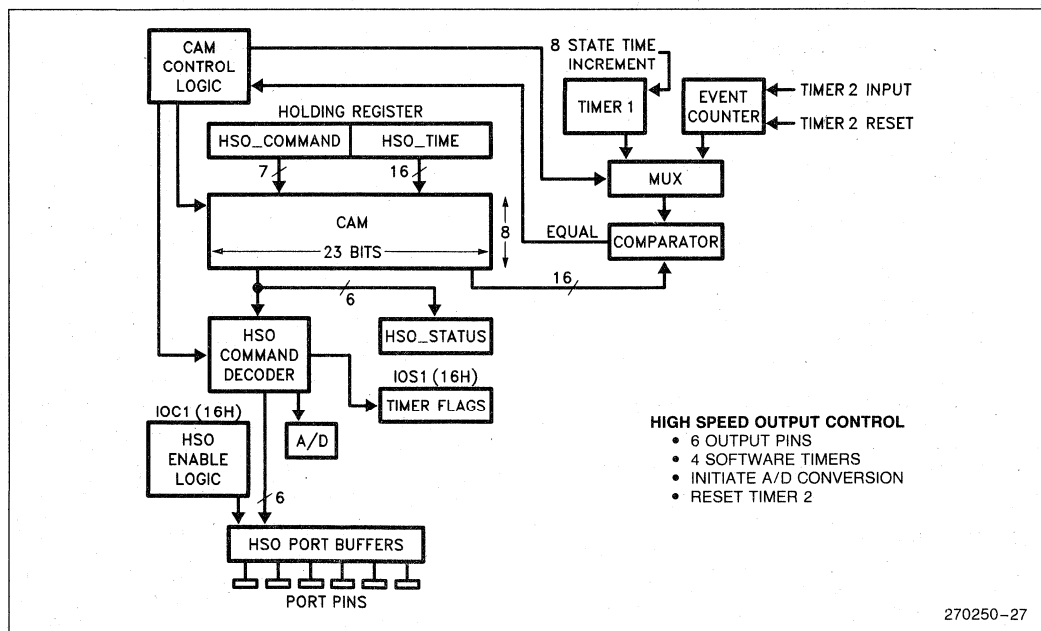 CAM
CONTROL
LOGIC
8 STATE TIME
INCREMENT
TIMER 1
EVENT
COUNTER
TIMER 2 INPUT
TIMER 2 RESET
HOLDING REGISTER
HSO_COMMAND
HSO_TIME
7
16
MUX
CAM
8
23 BITS
EQUAL
COMPARATOR
16
6
HSO
COMMAND
DECODER
HSO_STATUS
IOS1 (16H)
TIMER FLAGS
IOC1 (16H)
HSO
ENABLE
LOGIC
A/D
6
HSO PORT BUFFERS
PORT PINS
HIGH SPEED OUTPUT CONTROL
• 6 OUTPUT PINS
• 4 SOFTWARE TIMERS
• INITIATE A/D CONVERSION
• RESET TIMER 2
270250-27